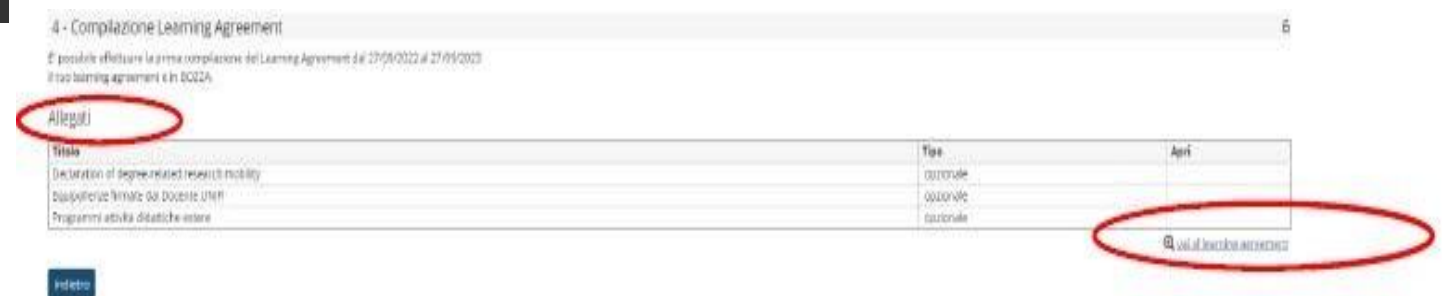 4 - Compilazione Learning Agreement 6
E' possibile effettuare la prima compilazione del Learning Agreement dal 27/09/2022 al 27/09/2023
Il tuo learning agreement è in BOZZA
Allegati
Titolo Tipo Apri
Declaration of degree-related research mobility opzionale
Equipollenze firmate dal Docente opzionale
Programmi attività didattiche estere opzionale
vai al learning agreement
Indietro